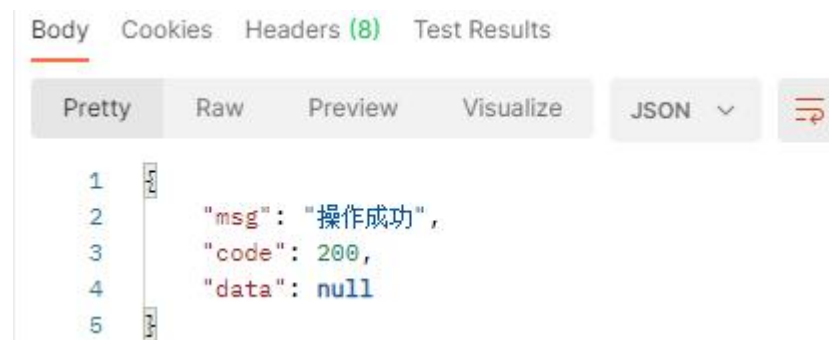 Body Cookies Headers (8) Test Results
Pretty Raw Preview Visualize JSON
1 {
2 "msg": "操作成功",
3 "code": 200,
4 "data": null
5 }